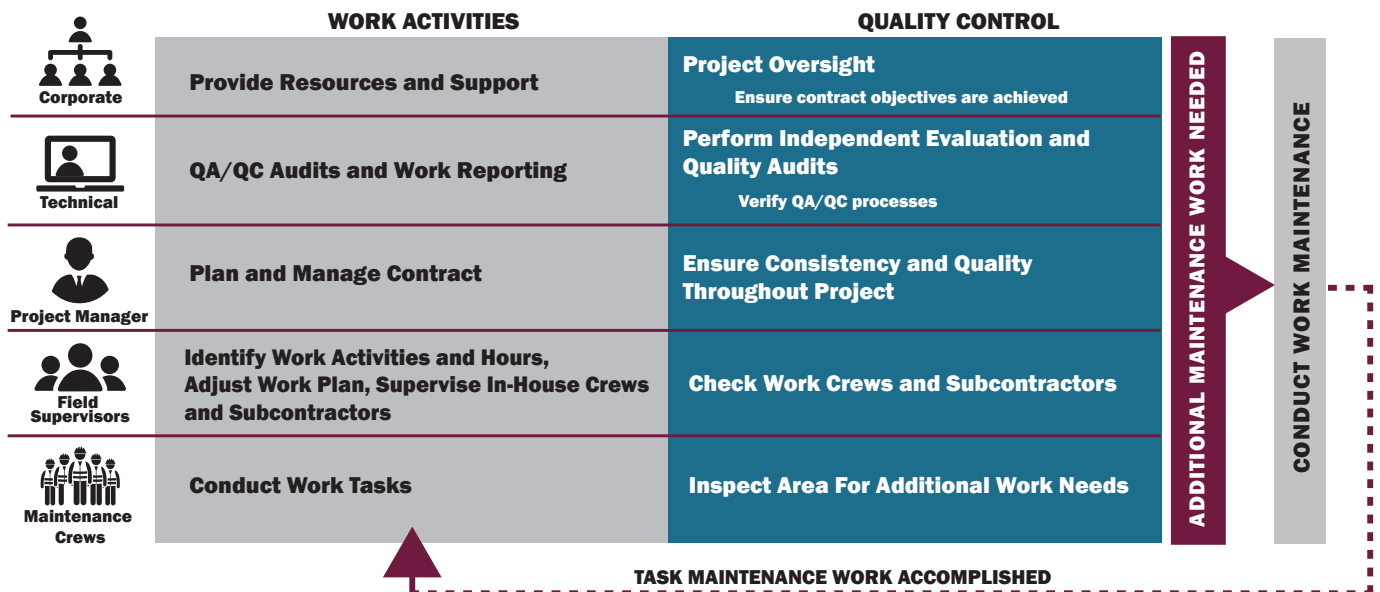 WORK ACTIVITIES
QUALITY CONTROL
Corporate
Provide Resources and Support
Project Oversight
Ensure contract objectives are achieved
Technical
QA/QC Audits and Work Reporting
Perform Independent Evaluation and
Quality Audits
Verify QA/QC processes
Project Manager
Plan and Manage Contract
Ensure Consistency and Quality
Throughout Project
Field
Supervisors
Identify Work Activities and Hours,
Adjust Work Plan, Supervise In-House Crews
and Subcontractors
Check Work Crews and Subcontractors
Maintenance
Crews
Conduct Work Tasks
Inspect Area For Additional Work Needs
ADDITIONAL MAINTENANCE WORK NEEDED
CONDUCT WORK MAINTENANCE
TASK MAINTENANCE WORK ACCOMPLISHED